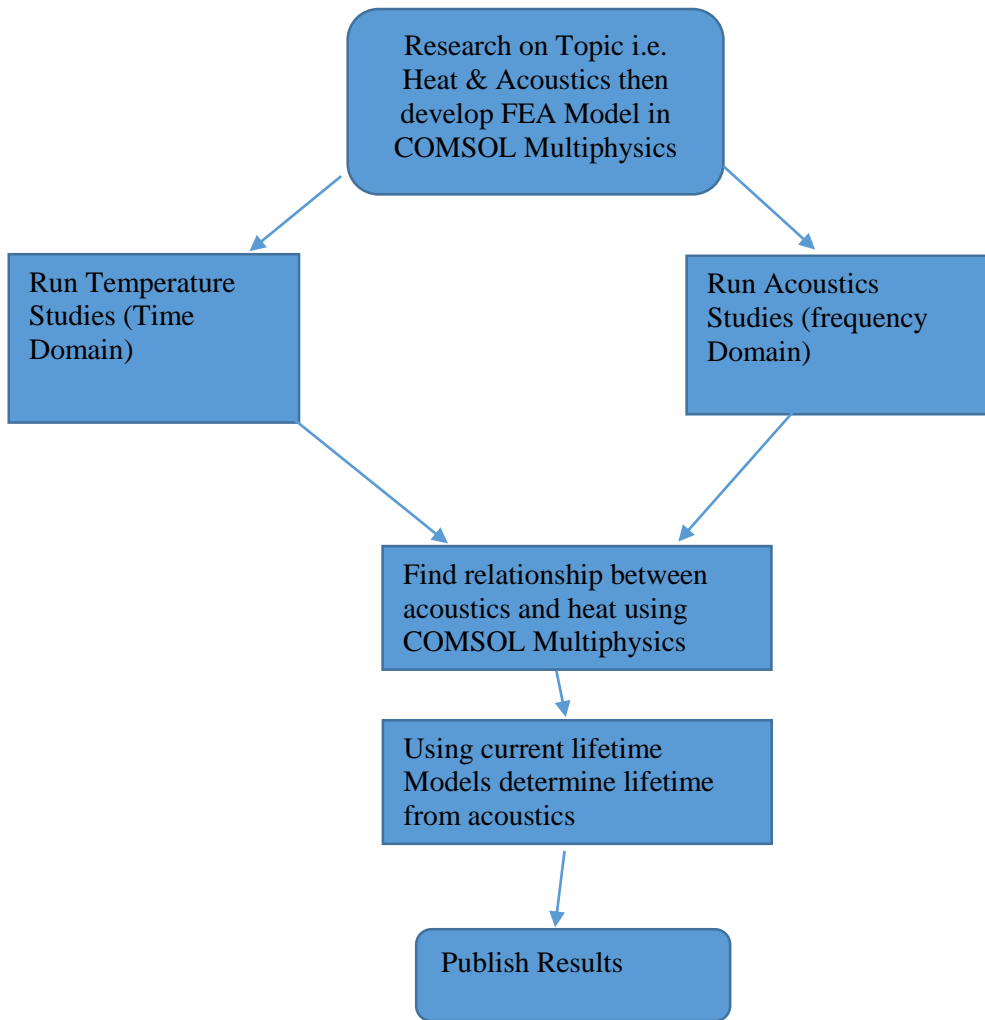 Research on Topic i.e.
Heat & Acoustics then
develop FEA Model in
COMSOL Multiphysics
Run Temperature
Studies (Time
Domain)
Run Acoustics
Studies (frequency
Domain)
Find relationship between
acoustics and heat using
COMSOL Multiphysics
Using current lifetime
Models determine lifetime
from acoustics
Publish Results